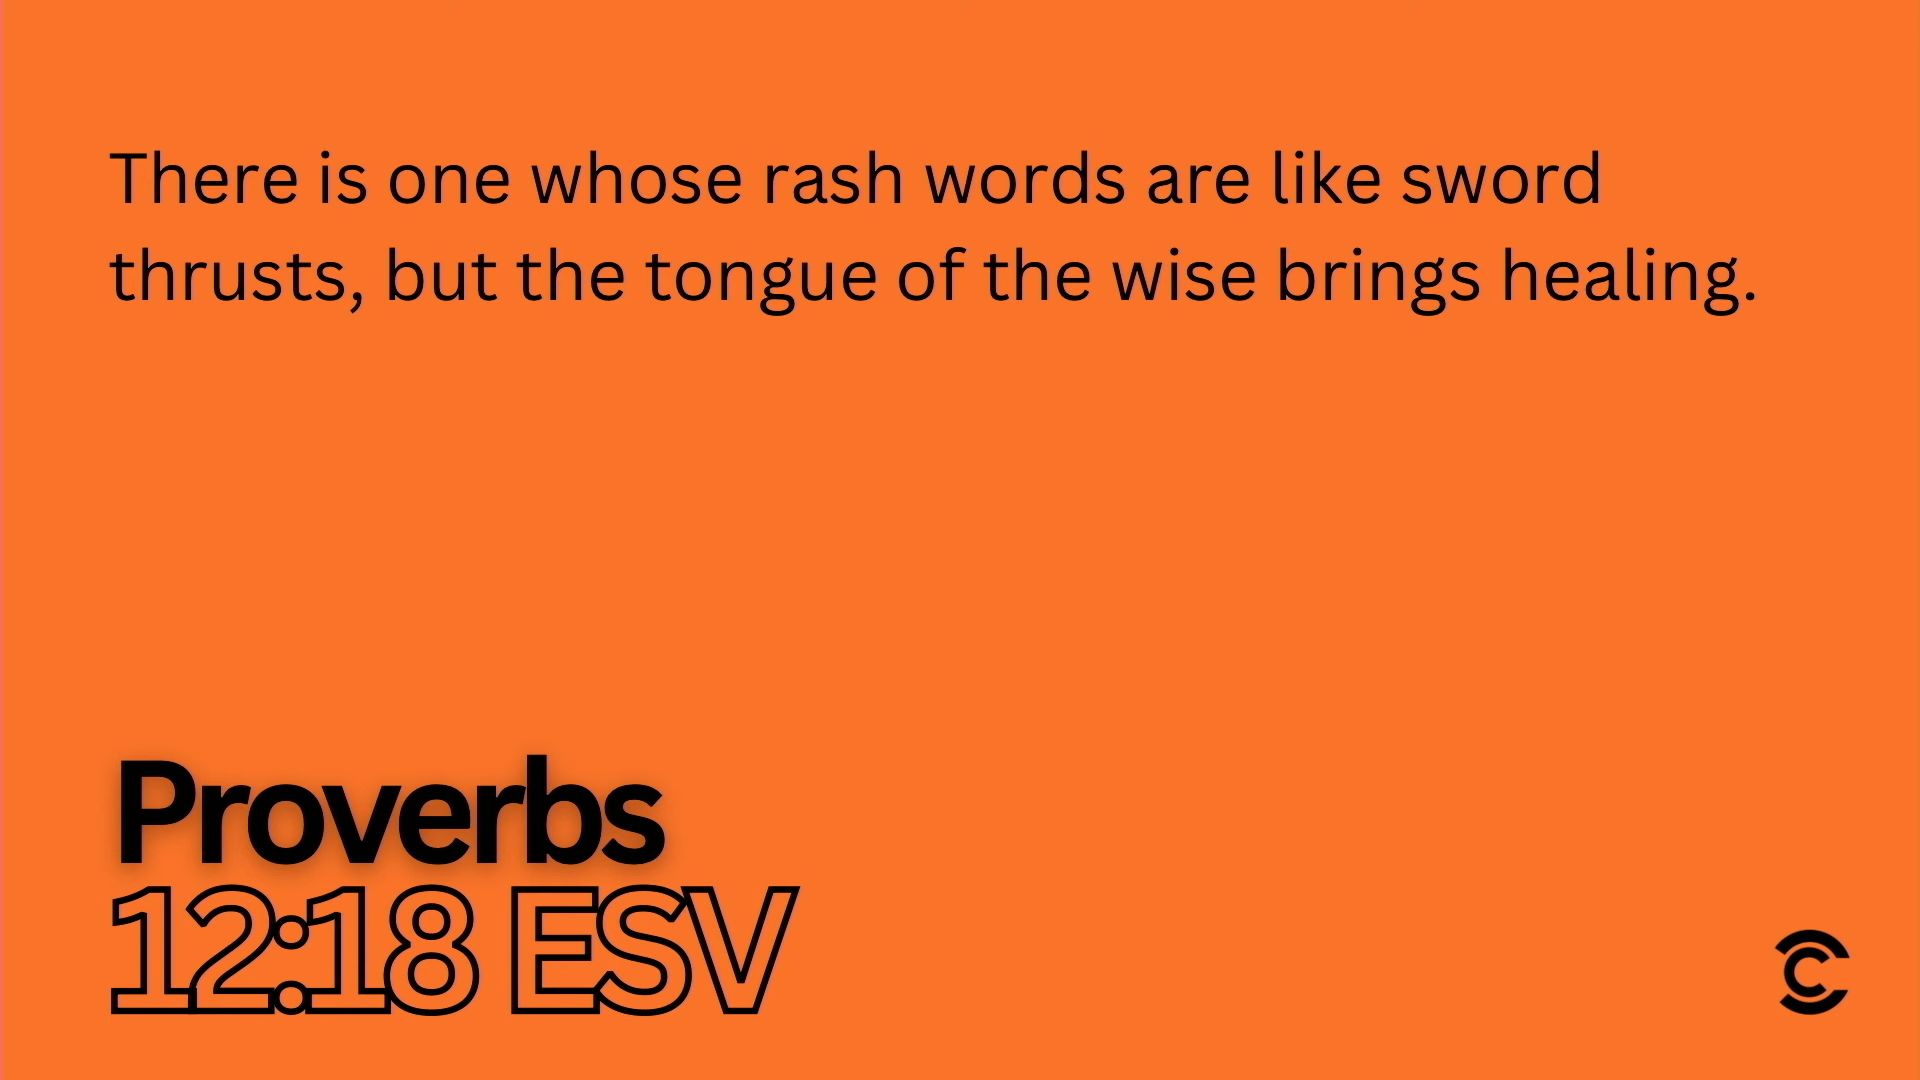 There is one whose rash words are like sword
thrusts, but the tongue of the wise brings healing.
Proverbs
12:18 ESV